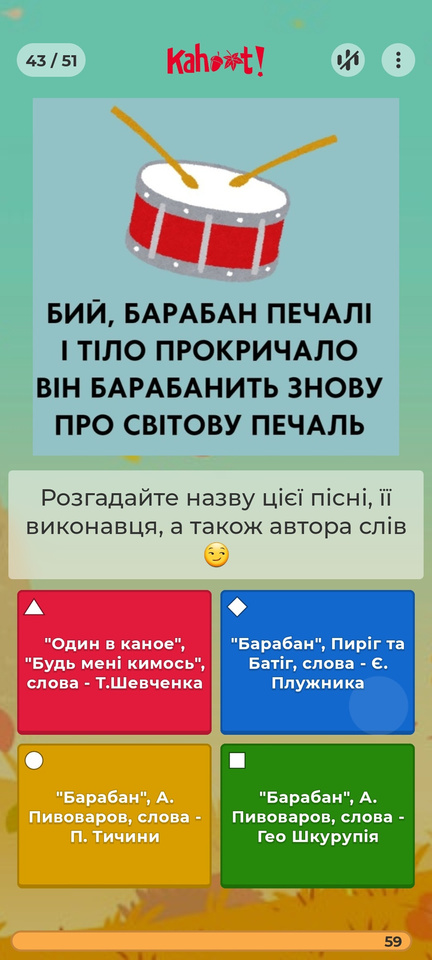 43 / 51
Kahoot!
БИЙ, БАРАБАН ПЕЧАЛІ
І ТІЛО ПРОКРИЧАЛО
ВІН БАРАБАНИТЬ ЗНОВУ
ПРО СВІТОВУ ПЕЧАЛЬ
Розгадайте назву цієї пісні, її
виконавця, а також автора слів
😏
"Один в каное",
"Будь мені кимось",
слова - Т.Шевченка
"Барабан", Пиріг та
Батіг, слова - Є.
Плужника
"Барабан", А.
Пивоваров, слова -
П. Тичини
"Барабан", А.
Пивоваров, слова -
Гео Шкурупія
59